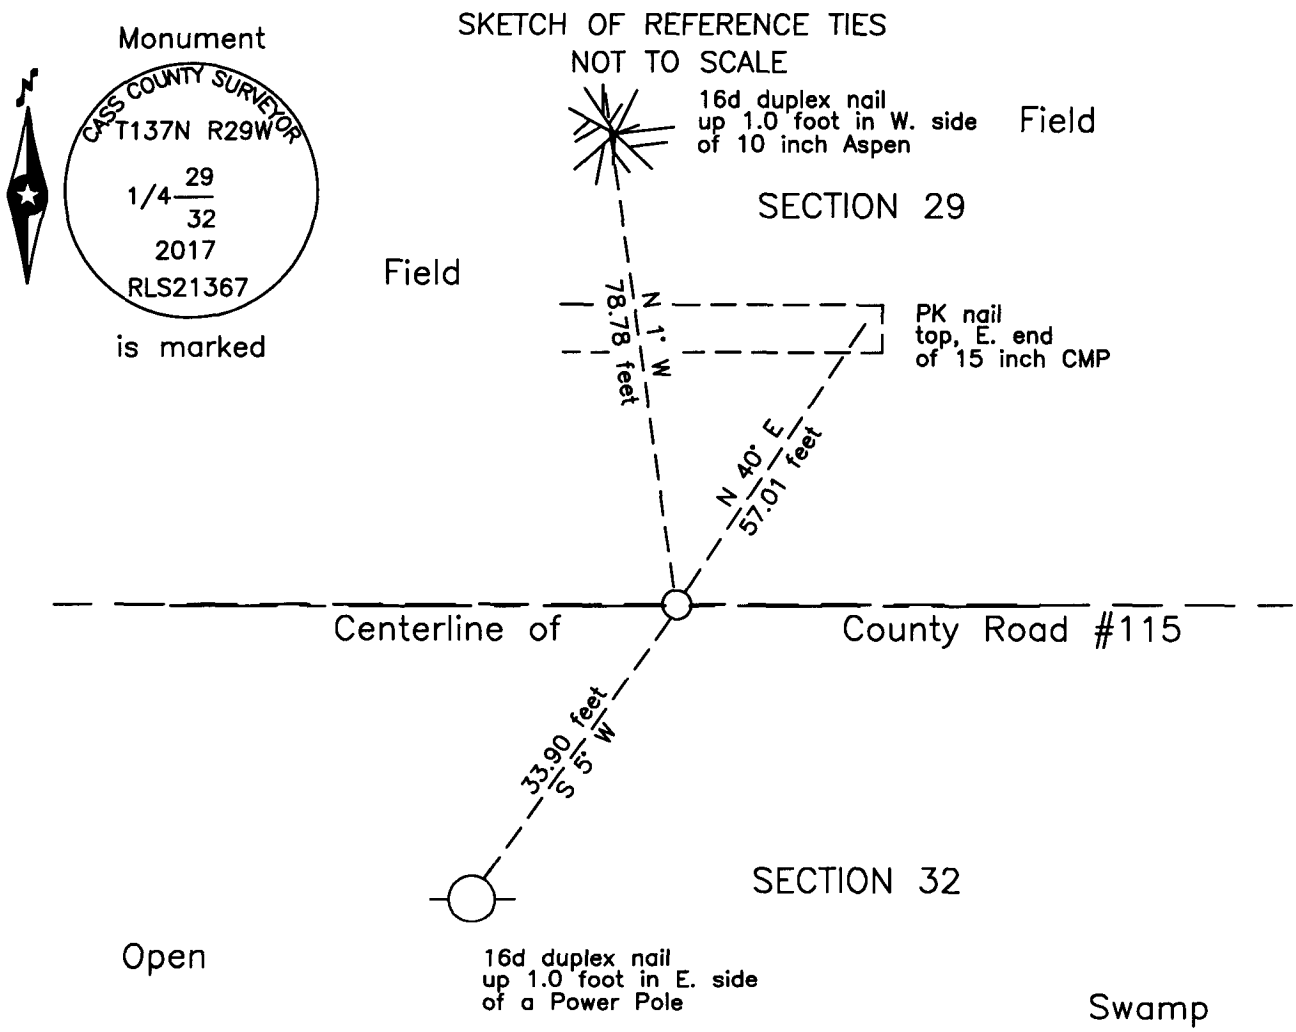 SKETCH OF REFERENCE TIES
NOT TO SCALE
Monument
N
CASS COUNTY SURVEYOR
T137N R29W
1/4 29
32
2017
RLS21367
is marked
16d duplex nail
up 1.0 foot in W. side
of 10 inch Aspen
Field
SECTION 29
Field
N 1° W
78.78 feet
PK nail
top, E. end
of 15 inch CMP
N 40° E
57.01 feet
Centerline of County Road #115
33.90 feet
S 5° W
SECTION 32
Open
16d duplex nail
up 1.0 foot in E. side
of a Power Pole
Swamp